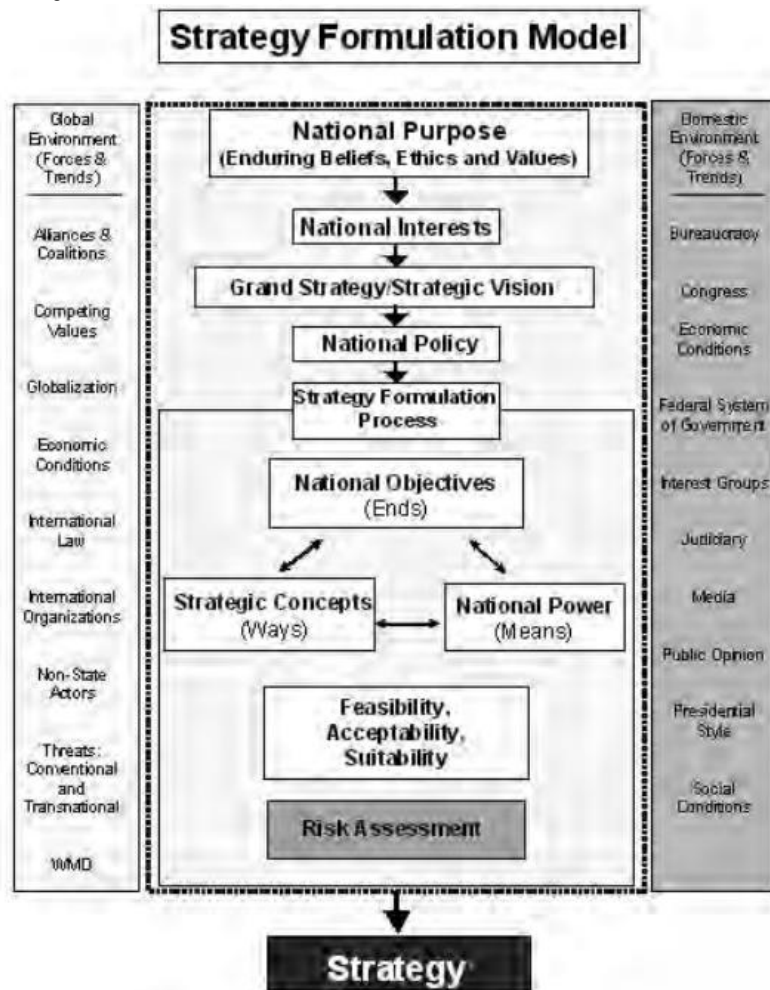 Strategy Formulation Model
Global
Environment
(Forces &
Trends)
Alliances &
Coalitions
Competing
Values
Globalization
Economic
Conditions
International
Law
International
Organizations
Non-State
Actors
Threats:
Conventional
and
Transnational
WMD
National Purpose
(Enduring Beliefs, Ethics and Values)
National Interests
Grand Strategy/Strategic Vision
National Policy
Strategy Formulation
Process
National Objectives
(Ends)
Strategic Concepts
(Ways)
National Power
(Means)
Feasibility,
Acceptability,
Suitability
Risk Assessment
Strategy
Domestic
Environment
(Forces &
Trends)
Bureaucracy
Congress
Economic
Conditions
Federal System
of Government
Interest Groups
Judiciary
Media
Public Opinion
Presidential
Style
Social
Conditions